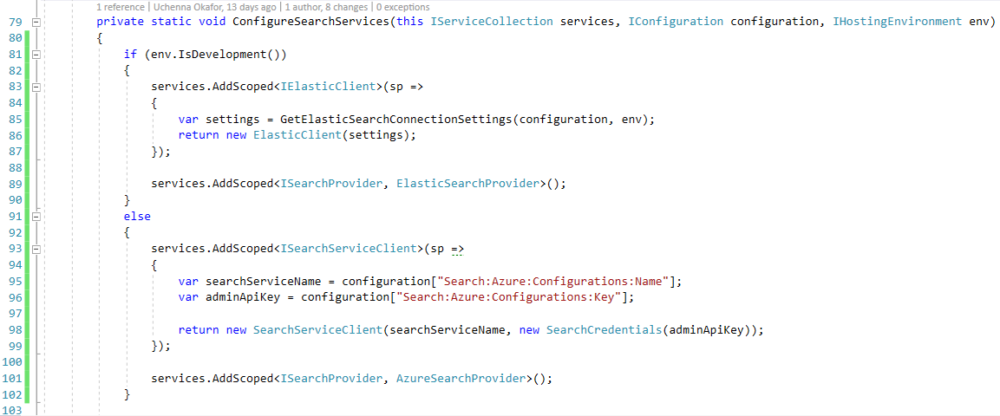 1 reference | Uchenna Okafor, 13 days ago | 1 author, 8 changes | 0 exceptions
79 private static void ConfigureSearchServices(this IServiceCollection services, IConfiguration configuration, IHostingEnvironment env)
80 {
81 if (env.IsDevelopment())
82 {
83 services.AddScoped<IElasticClient>(sp =>
84 {
85 var settings = GetElasticSearchConnectionSettings(configuration, env);
86 return new ElasticClient(settings);
87 });
88
89 services.AddScoped<ISearchProvider, ElasticSearchProvider>();
90 }
91 else
92 {
93 services.AddScoped<ISearchServiceClient>(sp =>
94 {
95 var searchServiceName = configuration["Search:Azure:Configurations:Name"];
96 var adminApiKey = configuration["Search:Azure:Configurations:Key"];
97
98 return new SearchServiceClient(searchServiceName, new SearchCredentials(adminApiKey));
99 });
100
101 services.AddScoped<ISearchProvider, AzureSearchProvider>();
102 }
103